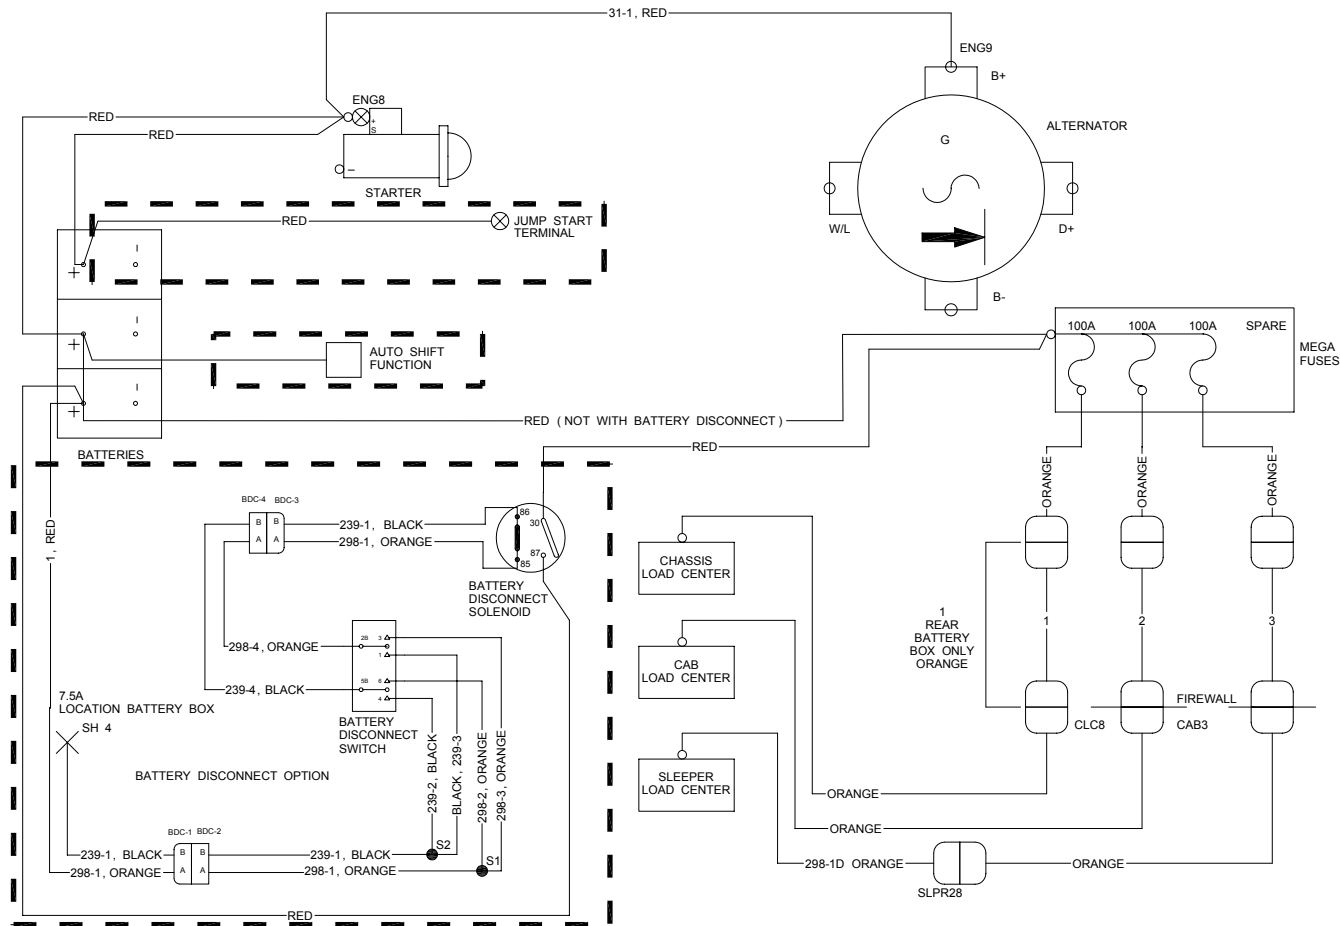 31-1, RED
ENG9
B+
ALTERNATOR
G
W/L
D+
B-
ENG8
RED
RED
+
S
−
STARTER
RED
JUMP START
TERMINAL
+
−
+
−
+
−
AUTO SHIFT
FUNCTION
BATTERIES
100A
100A
100A
SPARE
MEGA
FUSES
RED (NOT WITH BATTERY DISCONNECT)
RED
1, RED
BDC-4
BDC-3
B
B
A
A
239-1, BLACK
298-1, ORANGE
86
30
87
85
BATTERY
DISCONNECT
SOLENOID
298-4, ORANGE
239-4, BLACK
2B
3
1
5B
6
4
BATTERY
DISCONNECT
SWITCH
7.5A
LOCATION BATTERY BOX
SH 4
BATTERY DISCONNECT OPTION
239-2, BLACK
BLACK, 239-3
298-2, ORANGE
298-3, ORANGE
S2
S1
BDC-1
BDC-2
B
B
A
A
239-1, BLACK
298-1, ORANGE
239-1, BLACK
298-1, ORANGE
RED
CHASSIS
LOAD CENTER
CAB
LOAD CENTER
SLEEPER
LOAD CENTER
ORANGE
ORANGE
ORANGE
1
REAR
BATTERY
BOX ONLY
ORANGE
1
2
3
CLC8
FIREWALL
CAB3
ORANGE
ORANGE
298-1D ORANGE
ORANGE
SLPR28